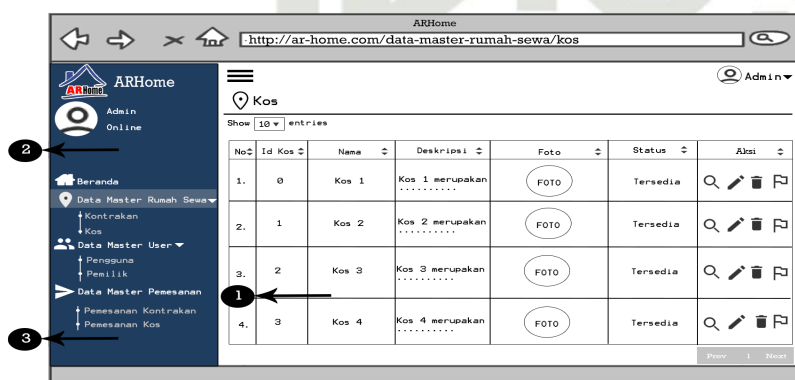 ARHome
http://ar-home.com/data-master-rumah-sewa/kos
ARHome
ARHome
Admin
Online
Admin
Kos
Show 10 entries
No Id Kos Nama Deskripsi Foto Status Aksi
1. 0 Kos 1 Kos 1 merupakan .......... FOTO Tersedia
2. 1 Kos 2 Kos 2 merupakan .......... FOTO Tersedia
3. 2 Kos 3 Kos 3 merupakan .......... FOTO Tersedia
4. 3 Kos 4 Kos 4 merupakan .......... FOTO Tersedia
Prev 1 Next
2
Beranda
Data Master Rumah Sewa
Kontrakan
Kos
Data Master User
Pengguna
Pemilik
Data Master Pemesanan
Pemesanan Kontrakan
Pemesanan Kos
1
3